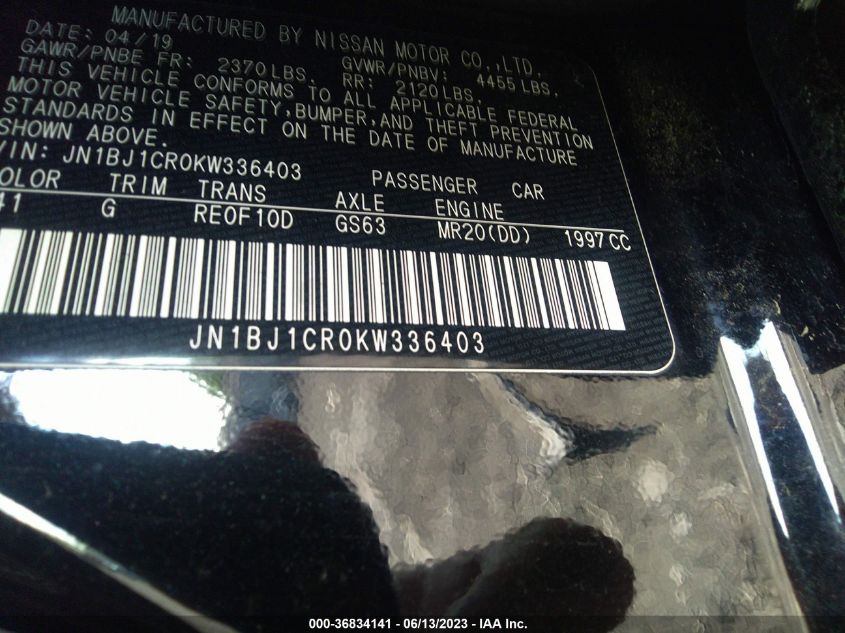 MANUFACTURED BY NISSAN MOTOR CO.,LTD.
DATE: 04/19
GAWR/PNBE FR: 2370LBS. GVWR/PNBV: 4455LBS.
RR: 2120LBS.
THIS VEHICLE CONFORMS TO ALL APPLICABLE FEDERAL
MOTOR VEHICLE SAFETY,BUMPER,AND THEFT PREVENTION
STANDARDS IN EFFECT ON THE DATE OF MANUFACTURE
SHOWN ABOVE.
VIN: JN1BJ1CR0KW336403 PASSENGER CAR
COLOR TRIM TRANS AXLE ENGINE
41 G RE0F10D GS63 MR20(DD) 1997CC
JN1BJ1CR0KW336403
000-36834141 - 06/13/2023 - IAA Inc.